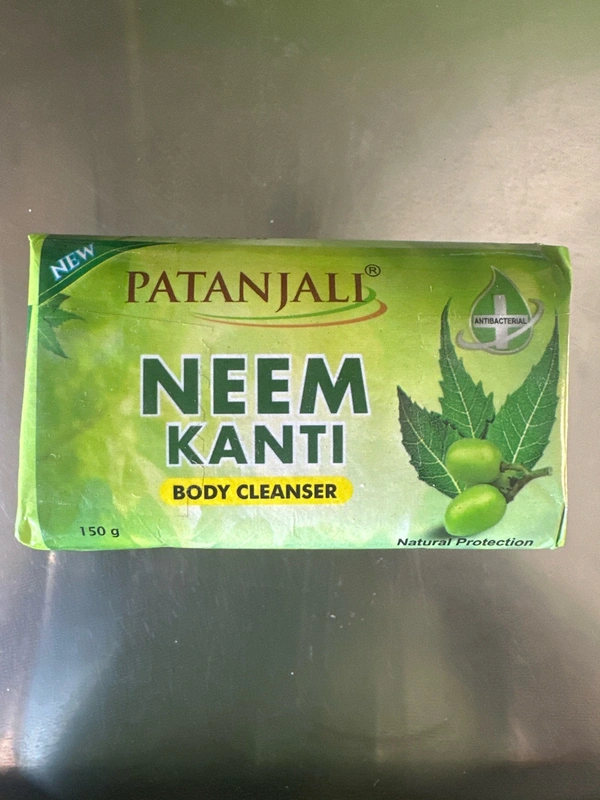 NEW
PATANJALI®
ANTIBACTERIAL
NEEM
KANTI
BODY CLEANSER
150 g
Natural Protection